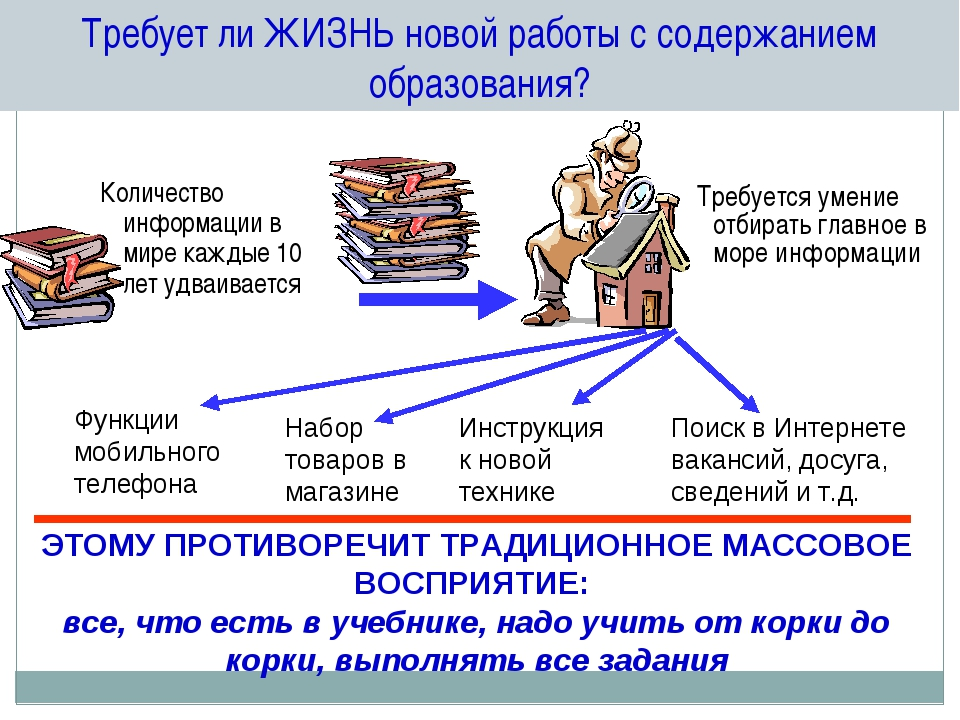 Требует ли ЖИЗНЬ новой работы с содержанием
образования?
Количество
информации в
мире каждые 10
лет удваивается
Требуется умение
отбирать главное в
море информации
Функции
мобильного
телефона
Набор
товаров в
магазине
Инструкция
к новой
технике
Поиск в Интернете
вакансий, досуга,
сведений и т.д.
ЭТОМУ ПРОТИВОРЕЧИТ ТРАДИЦИОННОЕ МАССОВОЕ
ВОСПРИЯТИЕ:
все, что есть в учебнике, надо учить от корки до
корки, выполнять все задания